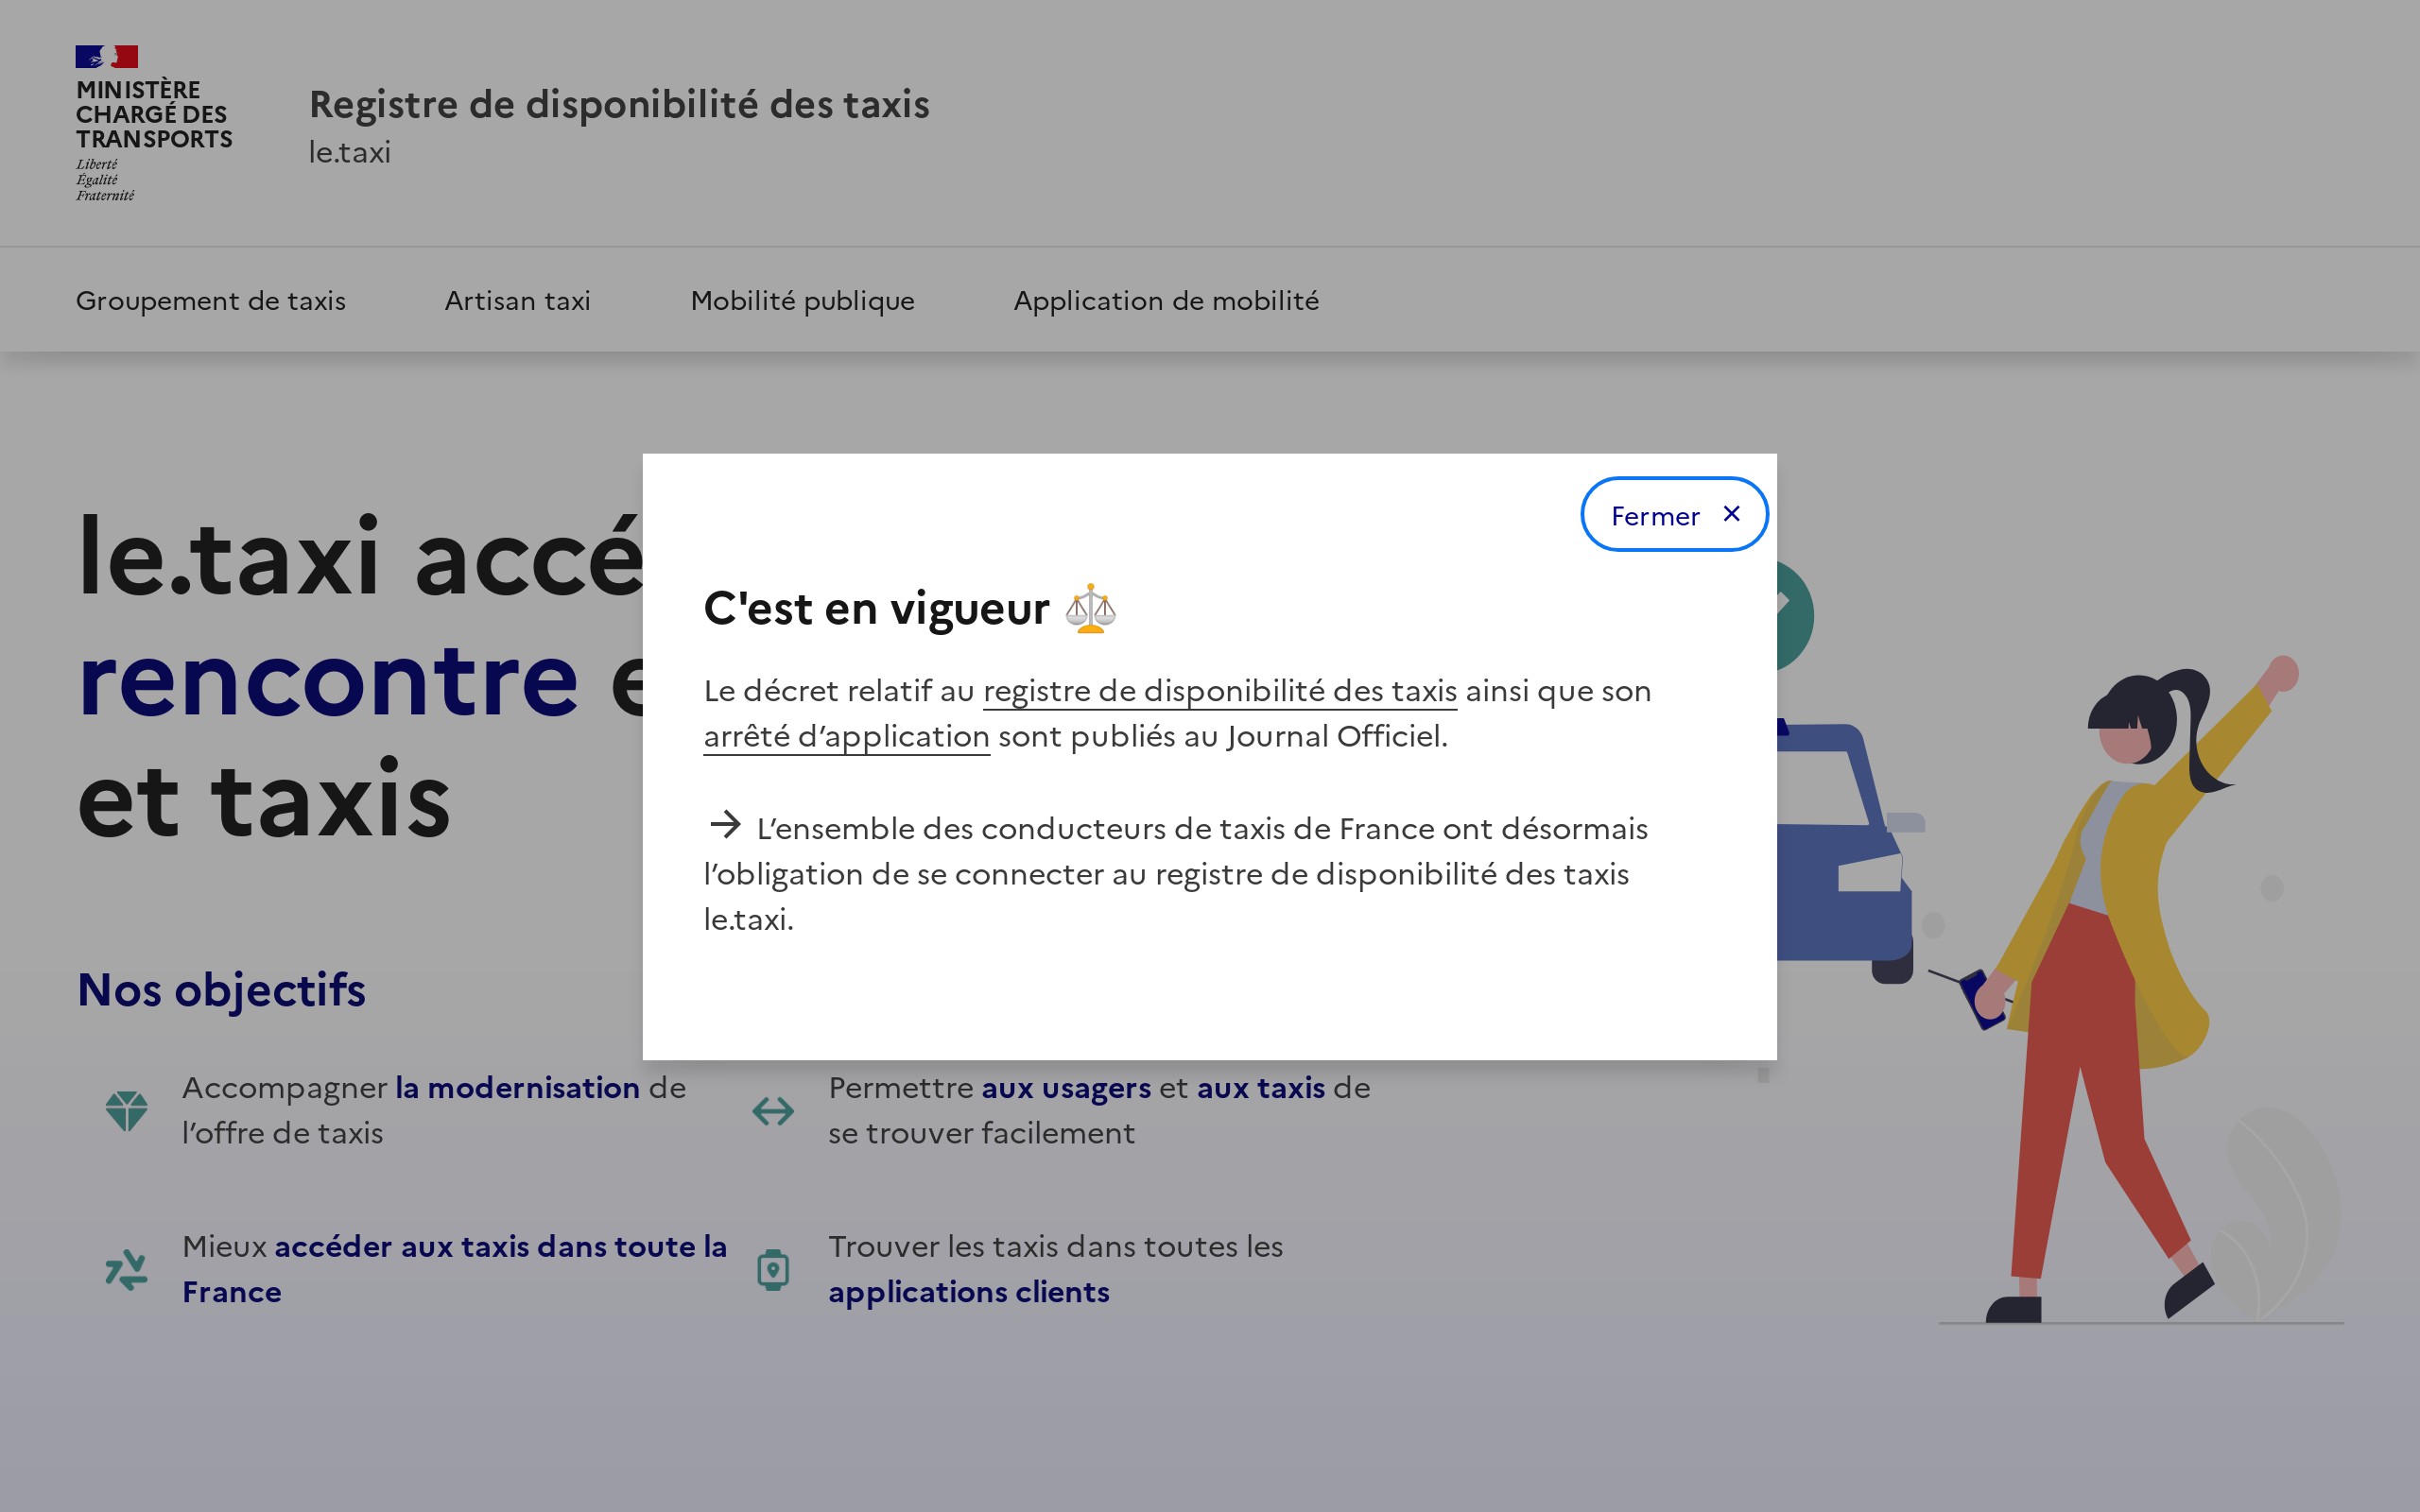 MINISTÈRE
CHARGÉ DES
TRANSPORTS
Liberté
Égalité
Fraternité
Registre de disponibilité des taxis
le.taxi
Groupement de taxis
Artisan taxi
Mobilité publique
Application de mobilité
le.taxi
rencontre
et taxis
Fermer ×
C'est en vigueur ⚖️
Le décret relatif au registre de disponibilité des taxis ainsi que son
arrêté d’application sont publiés au Journal Officiel.
→ L’ensemble des conducteurs de taxis de France ont désormais
l’obligation de se connecter au registre de disponibilité des taxis
le.taxi.
Nos objectifs
Accompagner la modernisation de
l’offre de taxis
Permettre aux usagers et aux taxis de
se trouver facilement
Mieux accéder aux taxis dans toute la
France
Trouver les taxis dans toutes les
applications clients